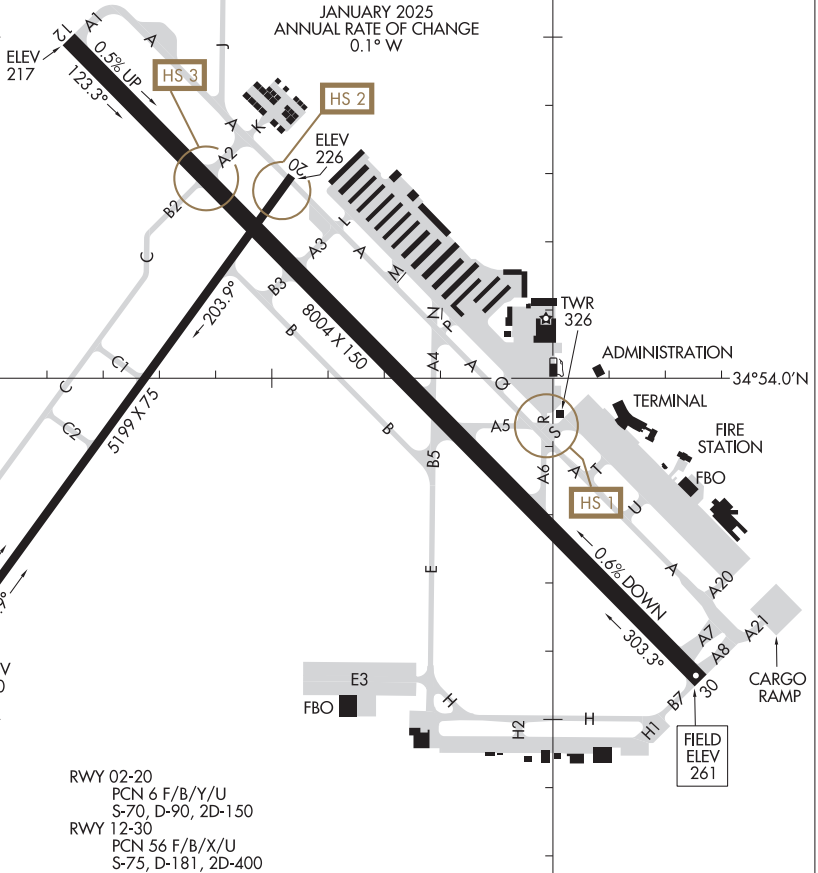 JANUARY 2025
ANNUAL RATE OF CHANGE
0.1° W
12
A1
A
J
ELEV
217
0.5% UP
123.3°
HS 3
HS 2
A
K
A2
ELEV
226
20
B2
C
L
A
A3
M
B3
203.9°
B
8004 X 150
N
P
TWR
326
A4
A
Q
ADMINISTRATION
34°54.0'N
C1
C
C2
5199 X 75
B
A5
R
S
TERMINAL
FIRE
STATION
B5
A6
A
T
FBO
HS 1
U
E
0.6% DOWN
A
A20
303.3°
A7
A8
A21
CARGO
RAMP
E3
FBO
H
H2
H
H1
B7
30
FIELD
ELEV
261
RWY 02-20
PCN 6 F/B/Y/U
S-70, D-90, 2D-150
RWY 12-30
PCN 56 F/B/X/U
S-75, D-181, 2D-400